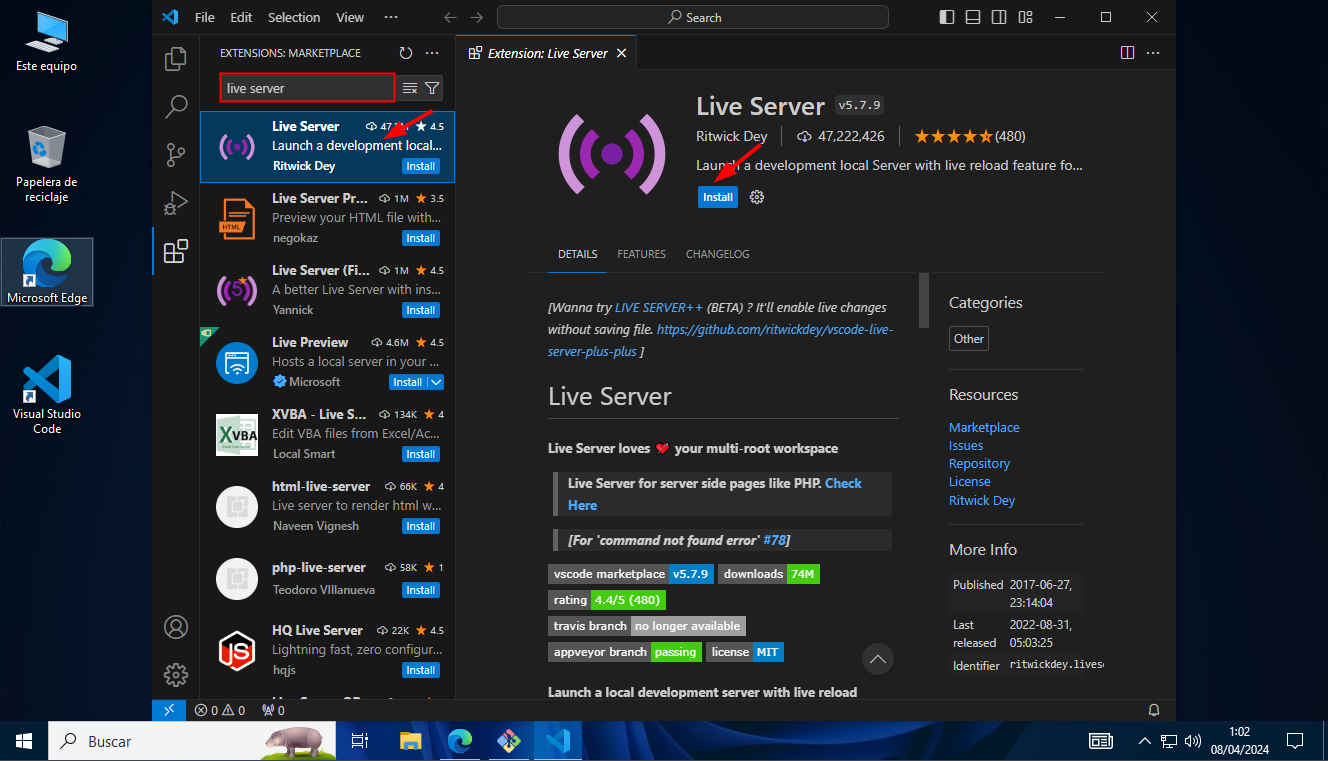 Este equipo
Papelera de
reciclaje
Microsoft Edge
Visual Studio
Code
File Edit Selection View ···
Search
EXTENSIONS: MARKETPLACE
live server
Live Server 4.5
Launch a development local...
Ritwick Dey Install
Live Server Pr... 1M 3.5
Preview your HTML file with...
negokaz Install
Live Server (Fi... 1M 4.5
A better Live Server with ins...
Yannick Install
Live Preview 4.6M 4.5
Hosts a local server in your ...
Microsoft Install
XVBA - Live S... 134K 4
Edit VBA files from Excel/Ac...
Local Smart Install
html-live-server 66K 4
Live server to render html w...
Naveen Vignesh Install
php-live-server 58K 1
Teodoro VIllanueva Install
HQ Live Server 22K 4.5
Lightning fast, zero configur...
hqjs Install
HTML
5
XVBA
JS
0 0 0
Extension: Live Server
Live Server v5.7.9
Ritwick Dey 47,222,426 (480)
Launch a development local Server with live reload feature fo...
Install
DETAILS FEATURES CHANGELOG
[Wanna try LIVE SERVER++ (BETA) ? It'll enable live changes
without saving file. https://github.com/ritwickdey/vscode-live-
server-plus-plus ]
Live Server
Live Server loves your multi-root workspace
Live Server for server side pages like PHP. Check
Here
[For 'command not found error' #78]
vscode marketplace v5.7.9 downloads 74M
rating 4.4/5 (480)
travis branch no longer available
appveyor branch passing license MIT
Launch a local development server with live reload
Categories
Other
Resources
Marketplace
Issues
Repository
License
Ritwick Dey
More Info
Published 2017-06-27,
23:14:04
Last 2022-08-31,
released 05:03:25
Identifier
Buscar
1:02
08/04/2024